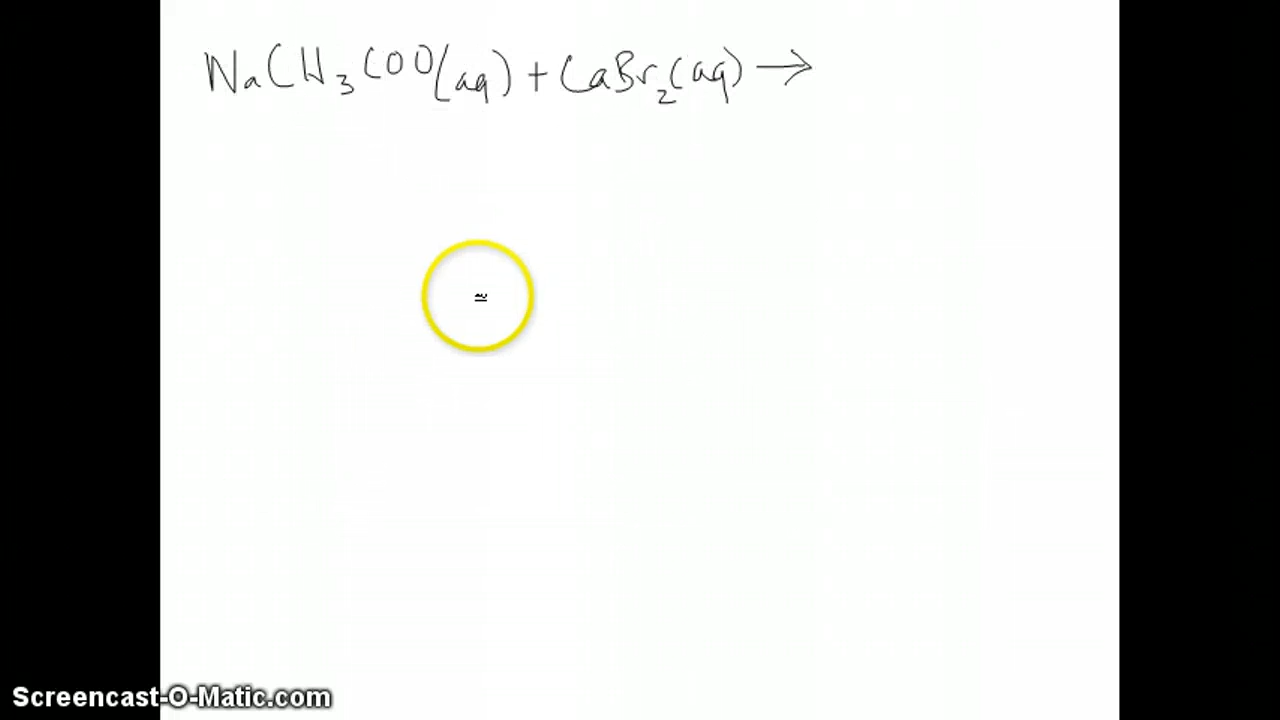 NaCH₃COO(aq) + CaBr₂(aq) →
Screencast-O-Matic.com